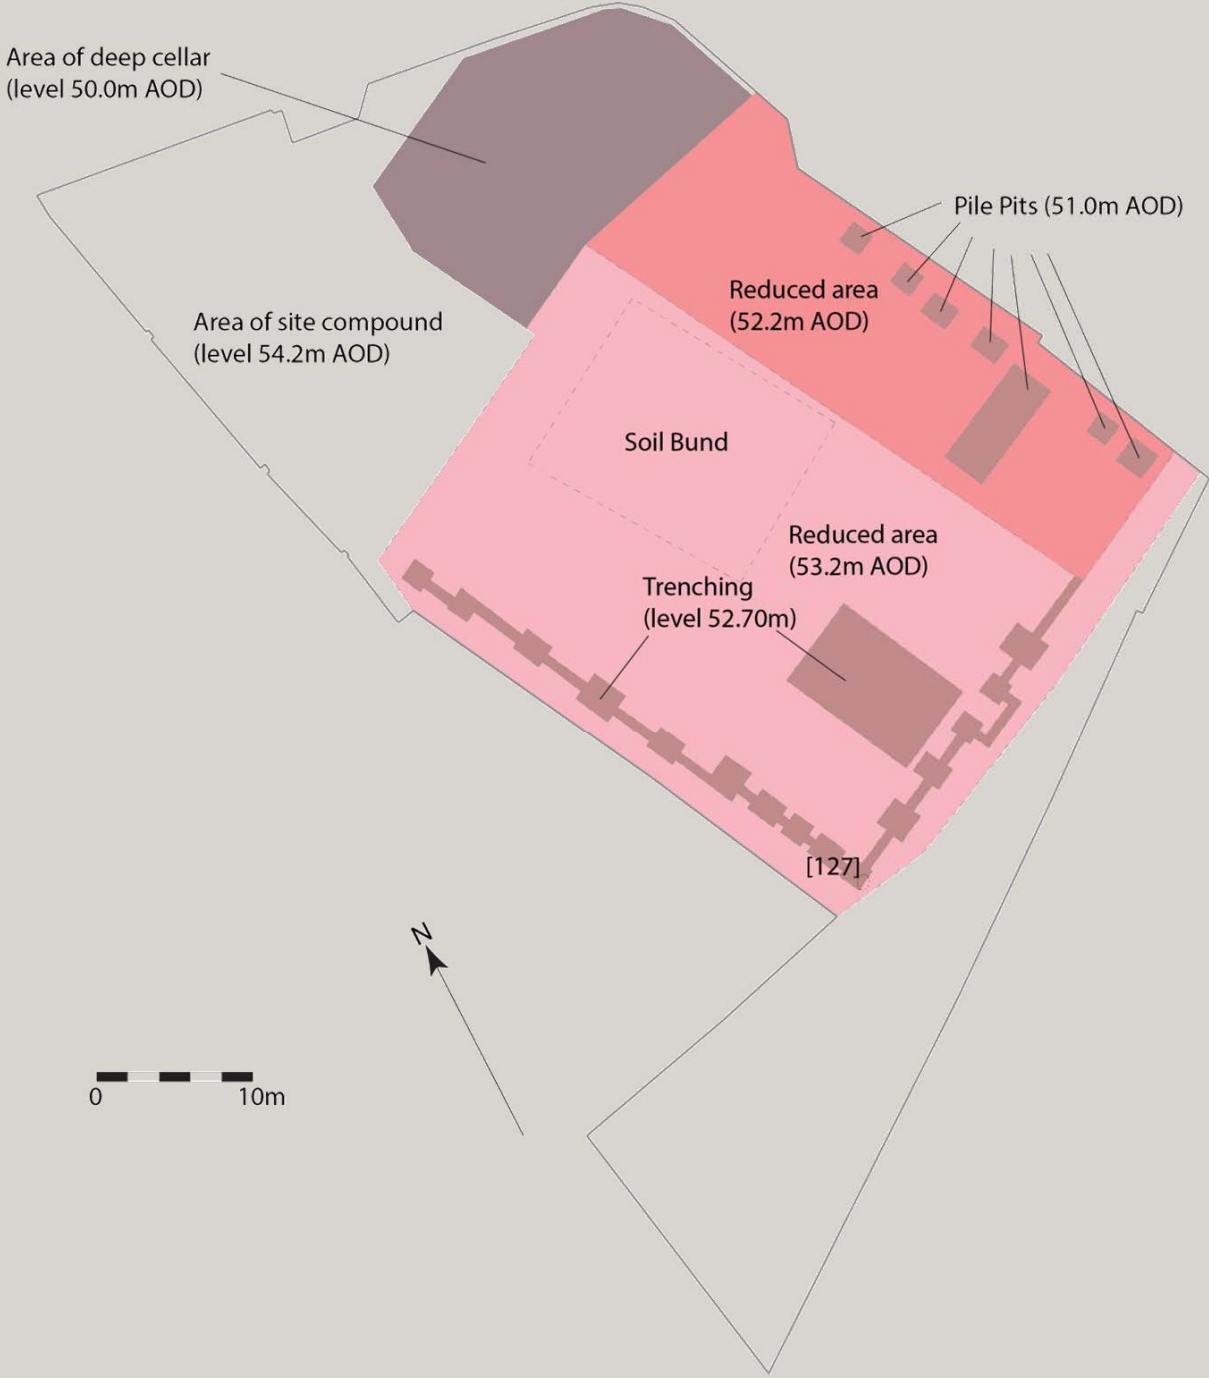 Area of deep cellar
(level 50.0m AOD)
Pile Pits (51.0m AOD)
Reduced area
(52.2m AOD)
Area of site compound
(level 54.2m AOD)
Soil Bund
Reduced area
(53.2m AOD)
Trenching
(level 52.70m)
[127]
N
0 10m